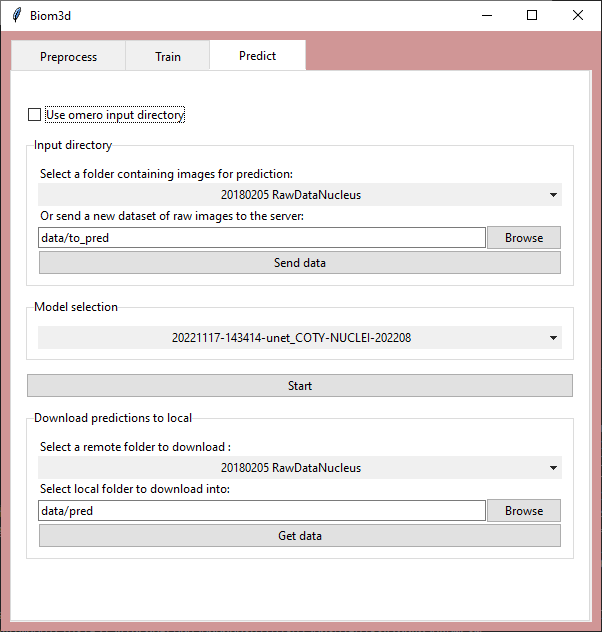 Biom3d
Preprocess
Train
Predict
Use omero input directory
Input directory
Select a folder containing images for prediction:
20180205 RawDataNucleus
Or send a new dataset of raw images to the server:
data/to_pred
Browse
Send data
Model selection
20221117-143414-unet_COTY-NUCLEI-202208
Start
Download predictions to local
Select a remote folder to download :
20180205 RawDataNucleus
Select local folder to download into:
data/pred
Browse
Get data